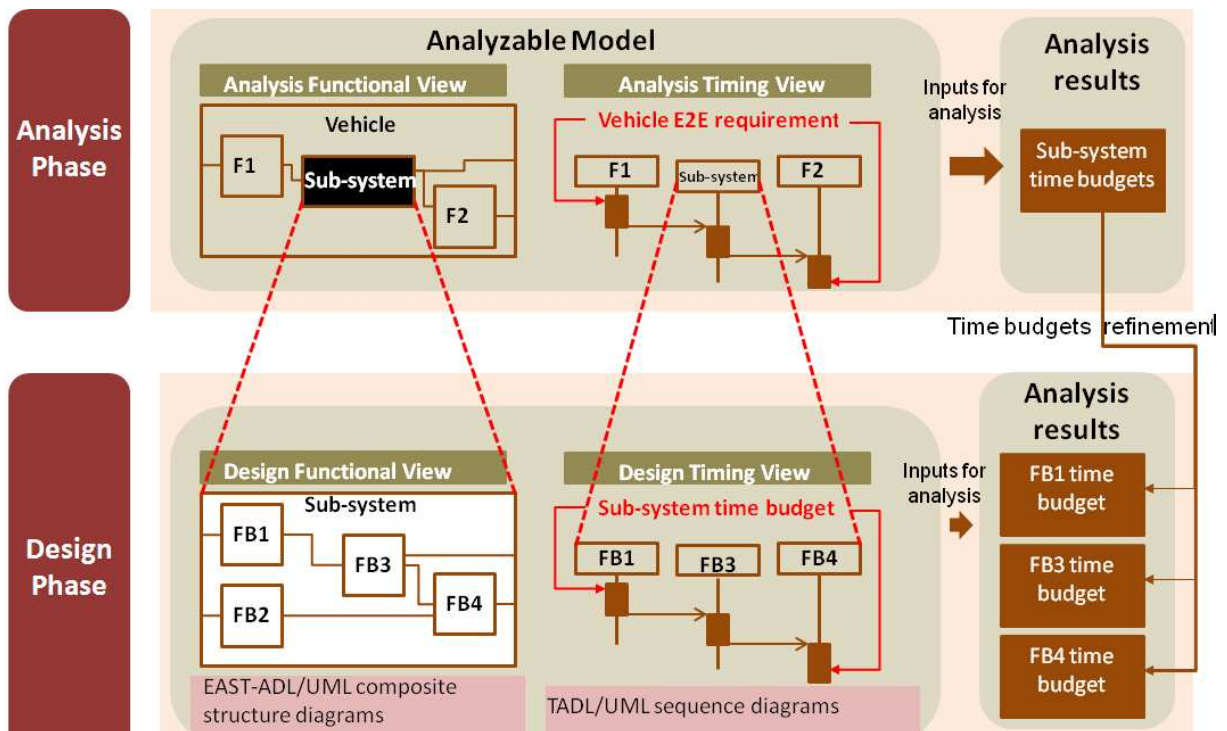 Analysis
Phase
Analyzable Model
Analysis Functional View
Vehicle
F1
Sub-system
F2
Analysis Timing View
Vehicle E2E requirement
F1
Sub-system
F2
Inputs for
analysis
Analysis
results
Sub-system
time budgets
Time budgets refinement
Design
Phase
Design Functional View
Sub-system
FB1
FB2
FB3
FB4
EAST-ADL/UML composite
structure diagrams
Design Timing View
Sub-system time budget
FB1
FB3
FB4
TADL/UML sequence diagrams
Inputs for
analysis
Analysis
results
FB1 time
budget
FB3 time
budget
FB4 time
budget